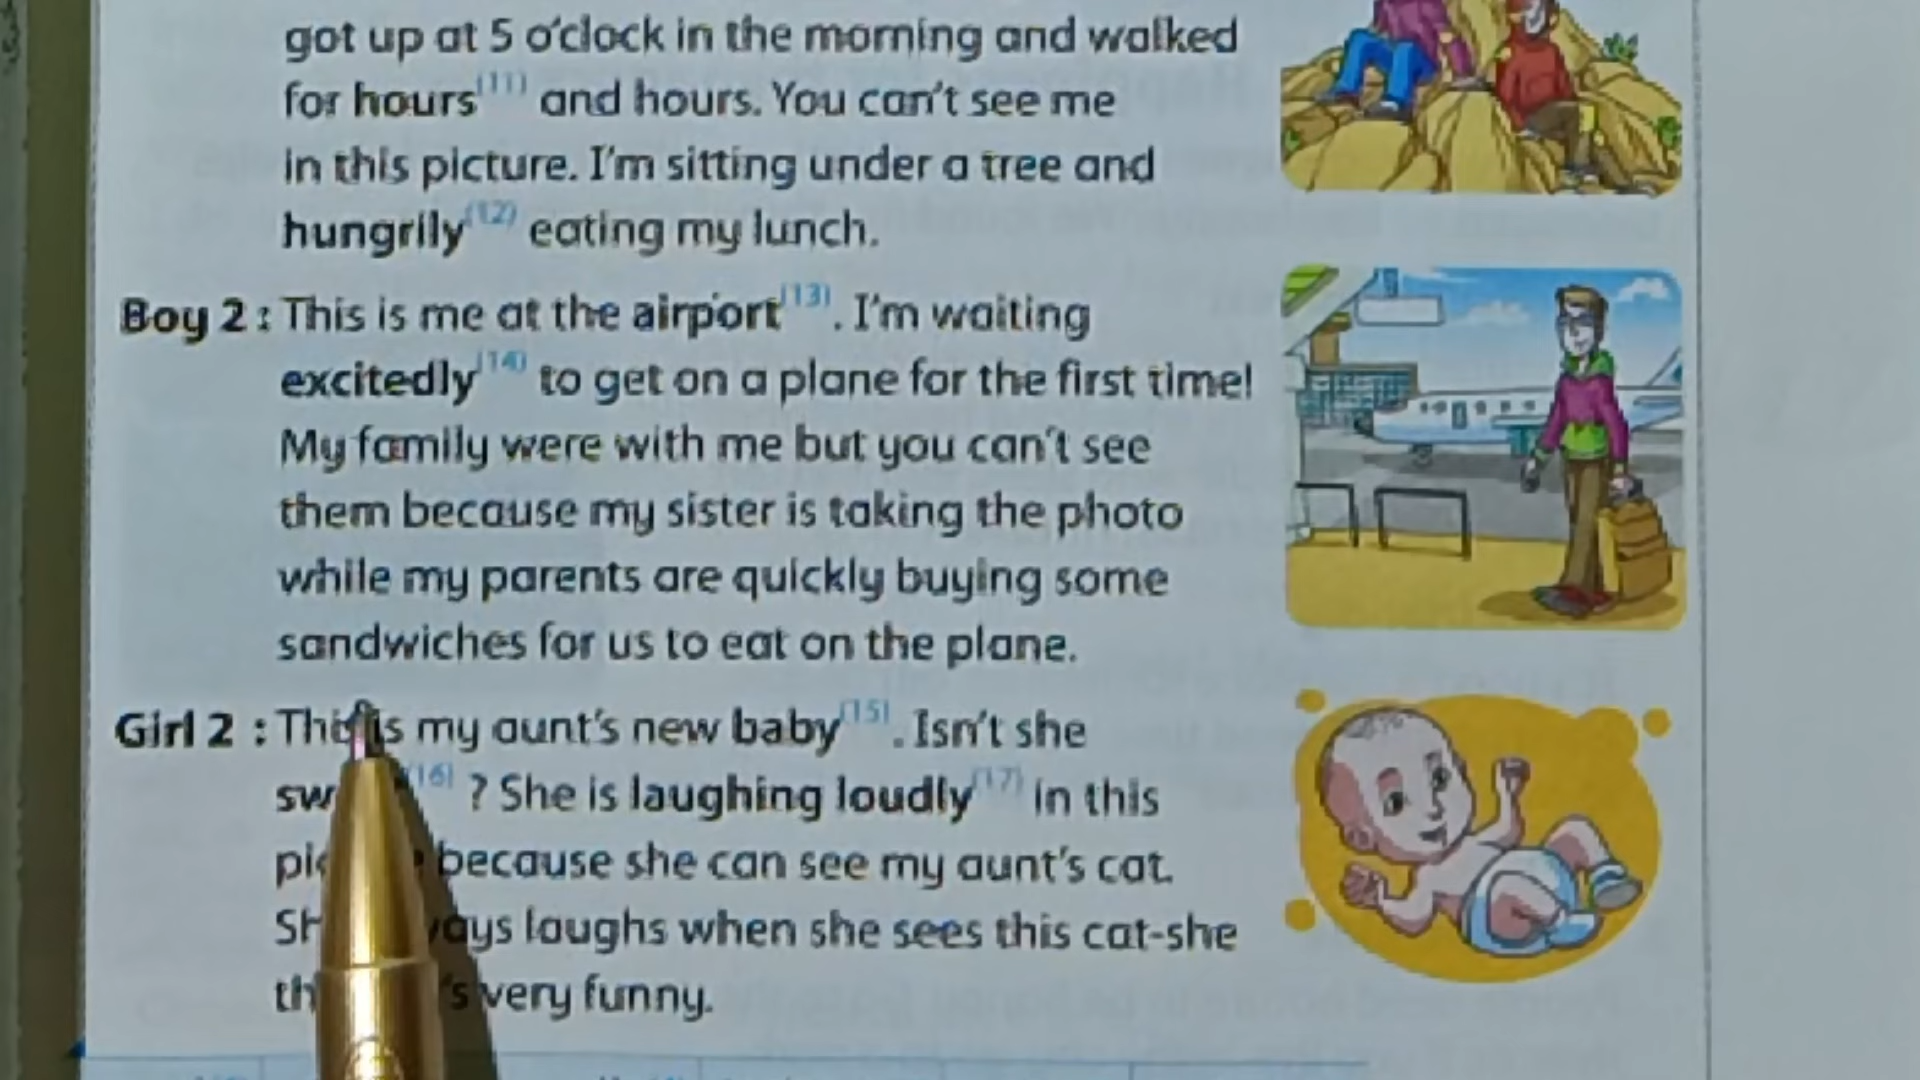 got up at 5 o'clock in the morning and walked
for hours(11) and hours. You can't see me
in this picture. I'm sitting under a tree and
hungrily(12) eating my lunch.
Boy 2 : This is me at the airport(13). I'm waiting
excitedly(14) to get on a plane for the first time!
My family were with me but you can't see
them because my sister is taking the photo
while my parents are quickly buying some
sandwiches for us to eat on the plane.
Girl 2 : This is my aunt's new baby(15). Isn't she
(16) ? She is laughing loudly(17) in this
because she can see my aunt's cat.
laughs when she sees this cat-she
very funny.